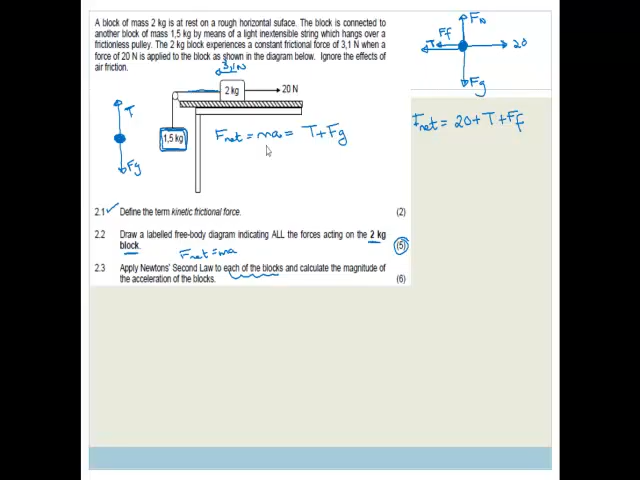 A block of mass 2 kg is at rest on a rough horizontal suface. The block is connected to
another block of mass 1,5 kg by means of a light inextensible string which hangs over a
frictionless pulley. The 2 kg block experiences a constant frictional force of 3,1 N when a
force of 20 N is applied to the block as shown in the diagram below. Ignore the effects of
air friction.
FN
Ff
T
20
Fg
3,1N
2 kg
20 N
T
1,5 kg
Fg
Fnet = ma = T+Fg
Fnet = 20+T+Ff
2.1 Define the term kinetic frictional force. (2)
2.2 Draw a labelled free-body diagram indicating ALL the forces acting on the 2 kg
block. (5)
Fnet=ma
2.3 Apply Newtons' Second Law to each of the blocks and calculate the magnitude of
the acceleration of the blocks. (6)